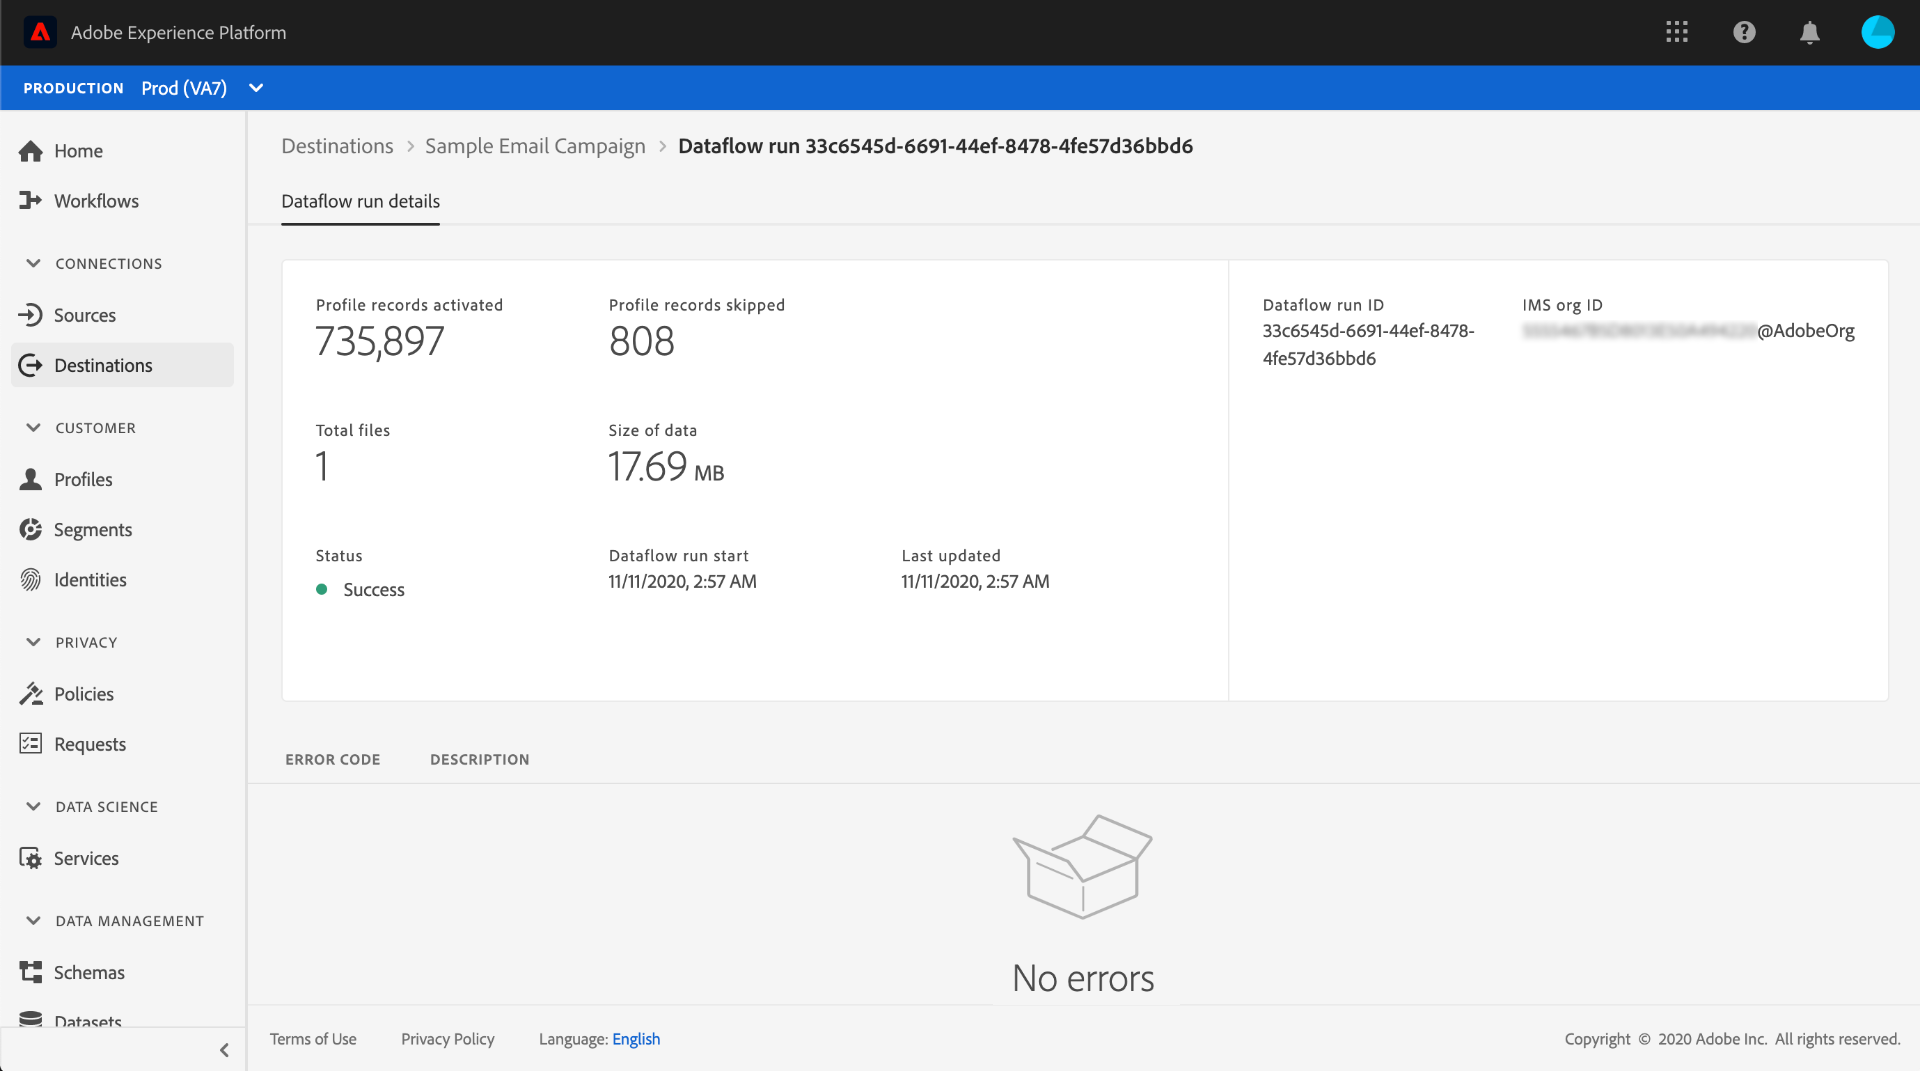 Adobe Experience Platform
PRODUCTION Prod (VA7)
Home
Workflows
CONNECTIONS
Sources
Destinations
CUSTOMER
Profiles
Segments
Identities
PRIVACY
Policies
Requests
DATA SCIENCE
Services
DATA MANAGEMENT
Schemas
Datasets
Destinations > Sample Email Campaign > Dataflow run 33c6545d-6691-44ef-8478-4fe57d36bbd6
Dataflow run details
Profile records activated
735,897
Profile records skipped
808
Total files
1
Size of data
17.69 MB
Status
Success
Dataflow run start
11/11/2020, 2:57 AM
Last updated
11/11/2020, 2:57 AM
Dataflow run ID
33c6545d-6691-44ef-8478-
4fe57d36bbd6
IMS org ID
@AdobeOrg
ERROR CODE DESCRIPTION
No errors
Terms of Use Privacy Policy Language: English
Copyright © 2020 Adobe Inc. All rights reserved.